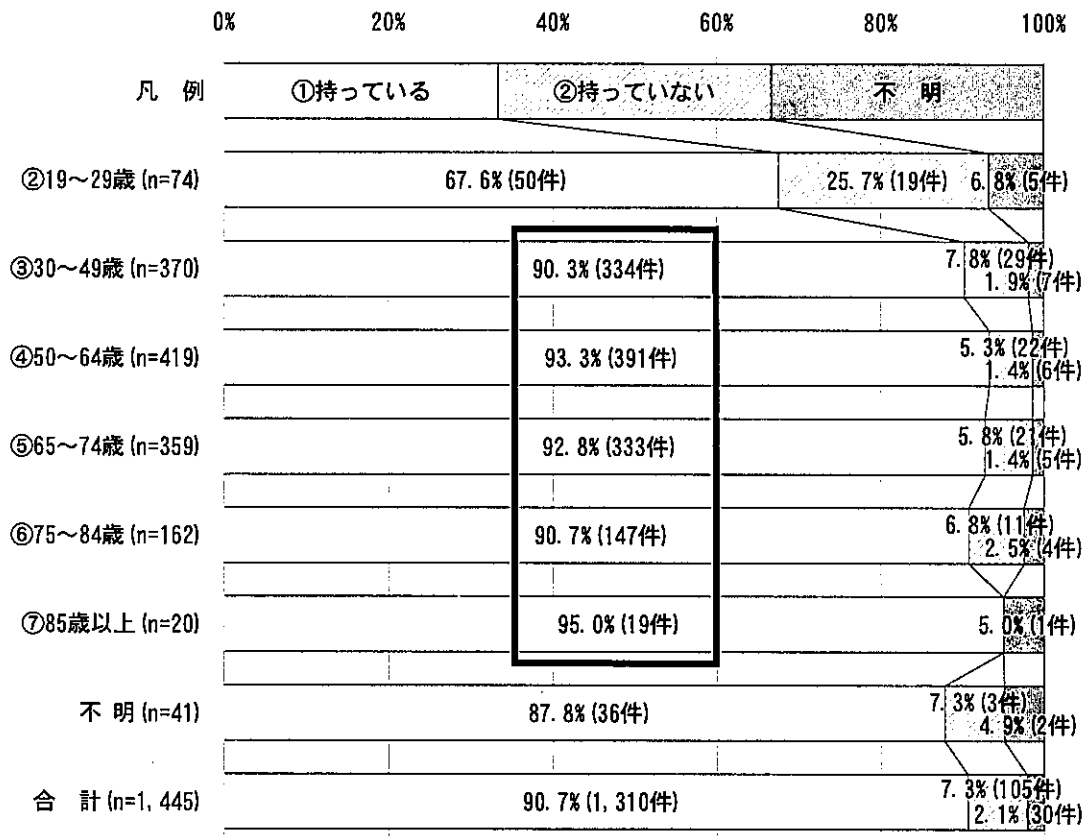 0% 20% 40% 60% 80% 100%
凡 例 ①持っている ②持っていない 不 明
②19～29歳(n=74) 67.6%(50件) 25.7%(19件) 6.8%(5件)
③30～49歳(n=370) 90.3%(334件) 7.8%(29件)
1.9%(7件)
④50～64歳(n=419) 93.3%(391件) 5.3%(22件)
1.4%(6件)
⑤65～74歳(n=359) 92.8%(333件) 5.8%(21件)
1.4%(5件)
⑥75～84歳(n=162) 90.7%(147件) 6.8%(11件)
2.5%(4件)
⑦85歳以上(n=20) 95.0%(19件) 5.0%(1件)
不 明(n=41) 87.8%(36件) 7.3%(3件)
4.9%(2件)
合 計(n=1,445) 90.7%(1,310件) 7.3%(105件)
2.1%(30件)